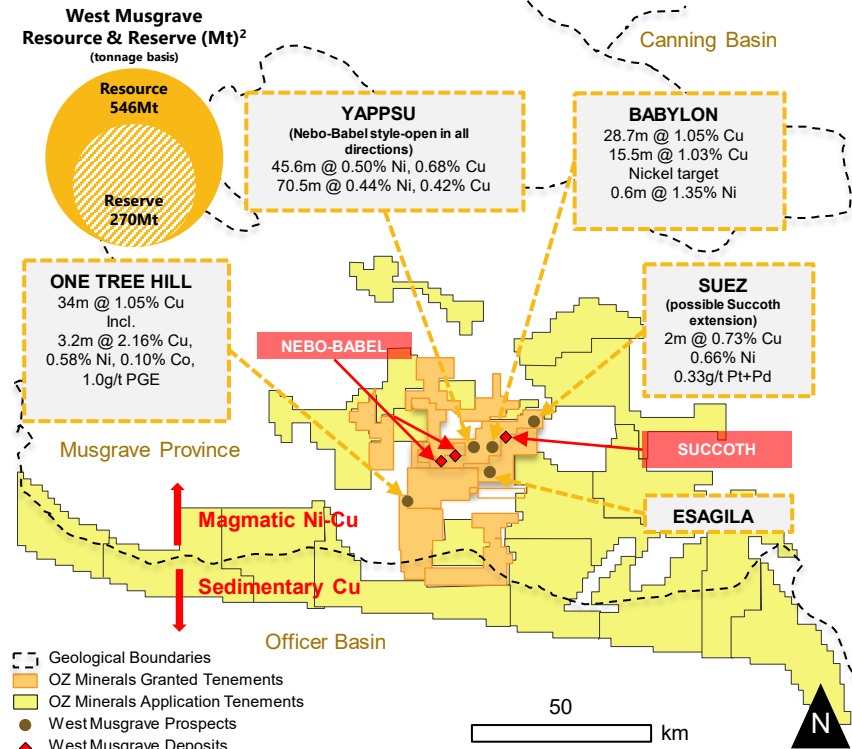 West Musgrave
Resource & Reserve (Mt)2
(tonnage basis)
Resource
546Mt
Reserve
270Mt
Canning Basin
YAPPSU
(Nebo-Babel style-open in all
directions)
45.6m @ 0.50% Ni, 0.68% Cu
70.5m @ 0.44% Ni, 0.42% Cu
BABYLON
28.7m @ 1.05% Cu
15.5m @ 1.03% Cu
Nickel target
0.6m @ 1.35% Ni
ONE TREE HILL
34m @ 1.05% Cu
Incl.
3.2m @ 2.16% Cu,
0.58% Ni, 0.10% Co,
1.0g/t PGE
SUEZ
(possible Succoth
extension)
2m @ 0.73% Cu
0.66% Ni
0.33g/t Pt+Pd
NEBO-BABEL
SUCCOTH
Musgrave Province
ESAGILA
Magmatic Ni-Cu
Sedimentary Cu
Officer Basin
Geological Boundaries
OZ Minerals Granted Tenements
OZ Minerals Application Tenements
West Musgrave Prospects
West Musgrave Deposits
50
km
N